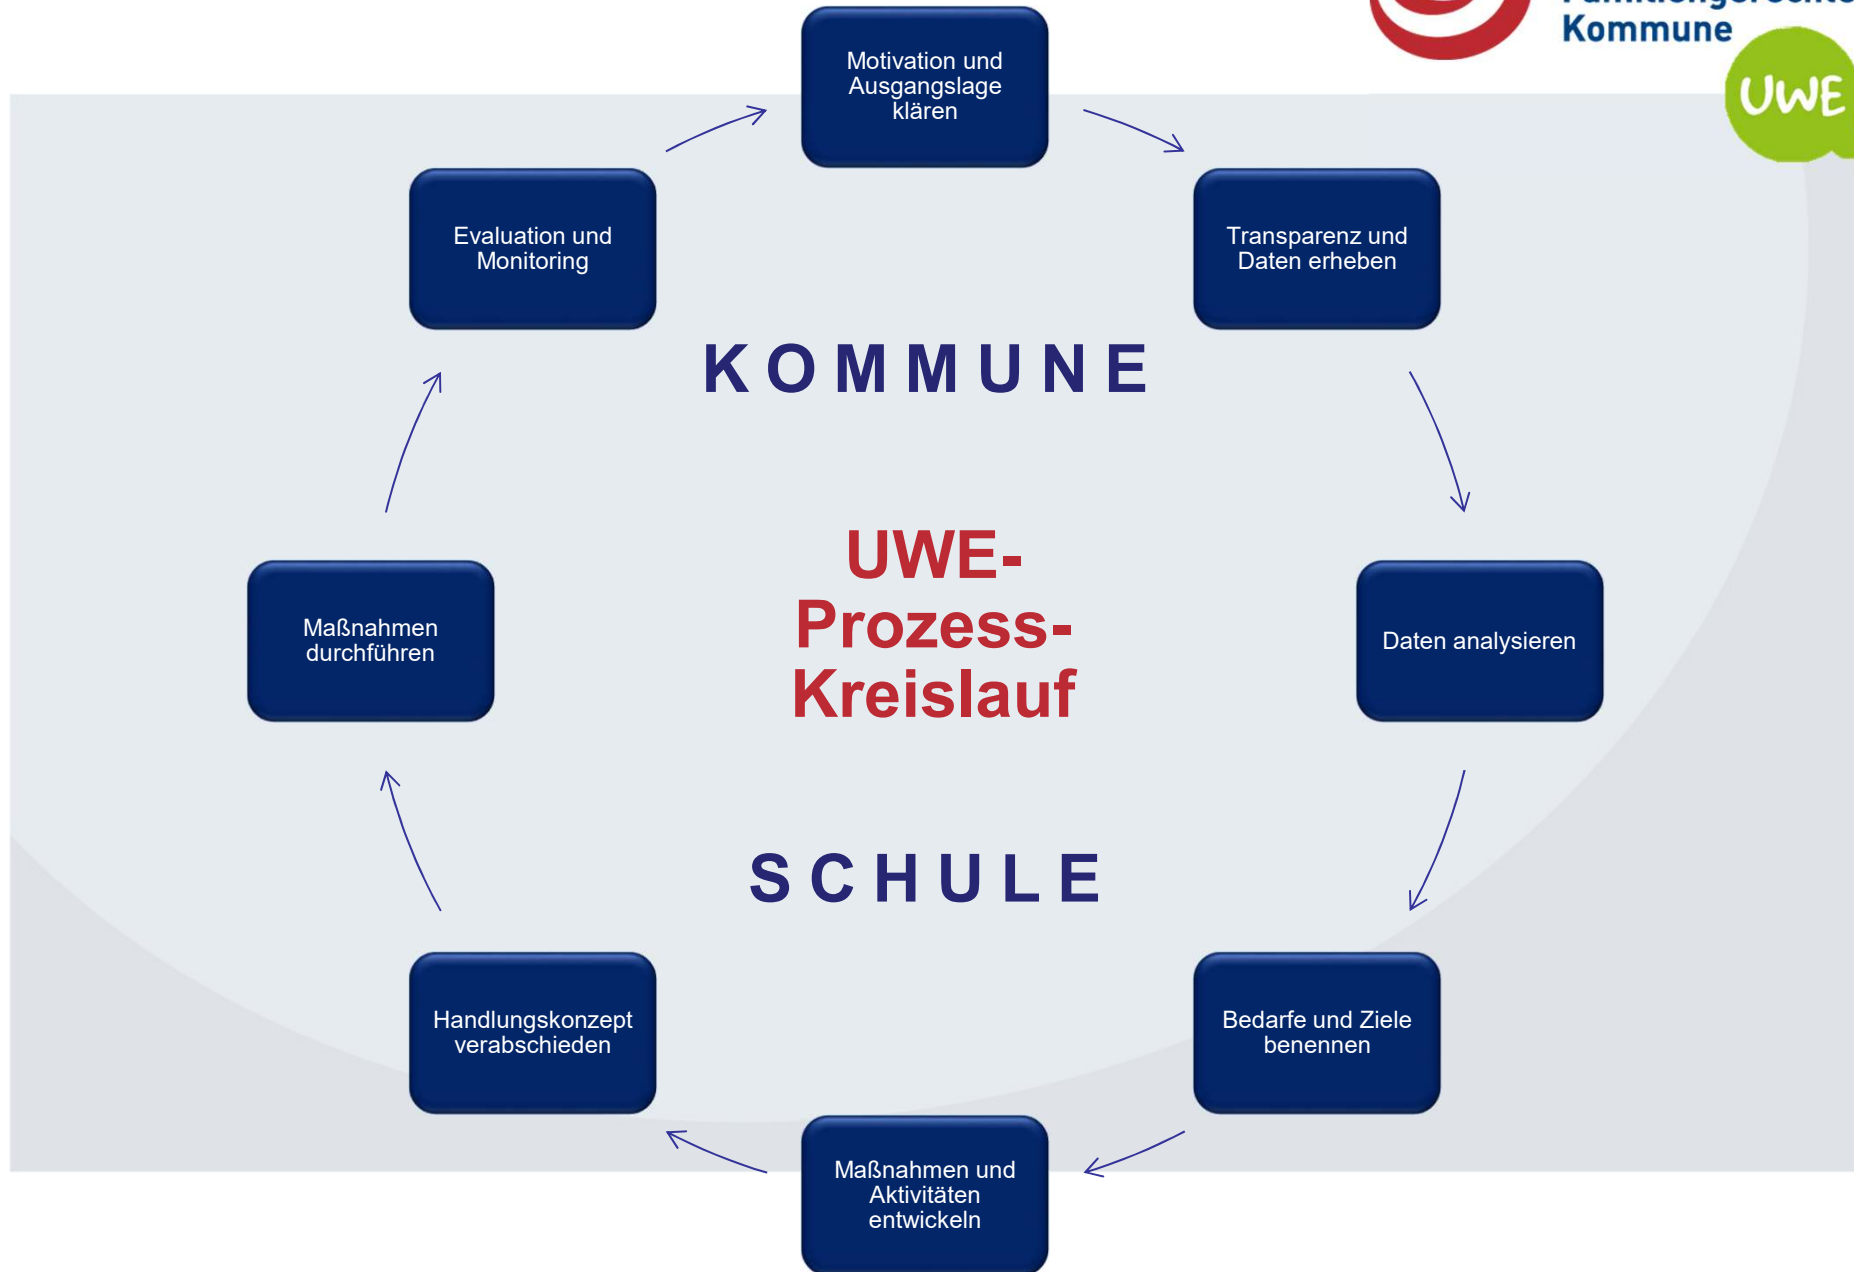 Kommune
UWE
Motivation und
Ausgangslage
klären
Transparenz und
Daten erheben
Daten analysieren
Bedarfe und Ziele
benennen
Maßnahmen und
Aktivitäten
entwickeln
Handlungskonzept
verabschieden
Maßnahmen
durchführen
Evaluation und
Monitoring
K O M M U N E
UWE-
Prozess-
Kreislauf
S C H U L E